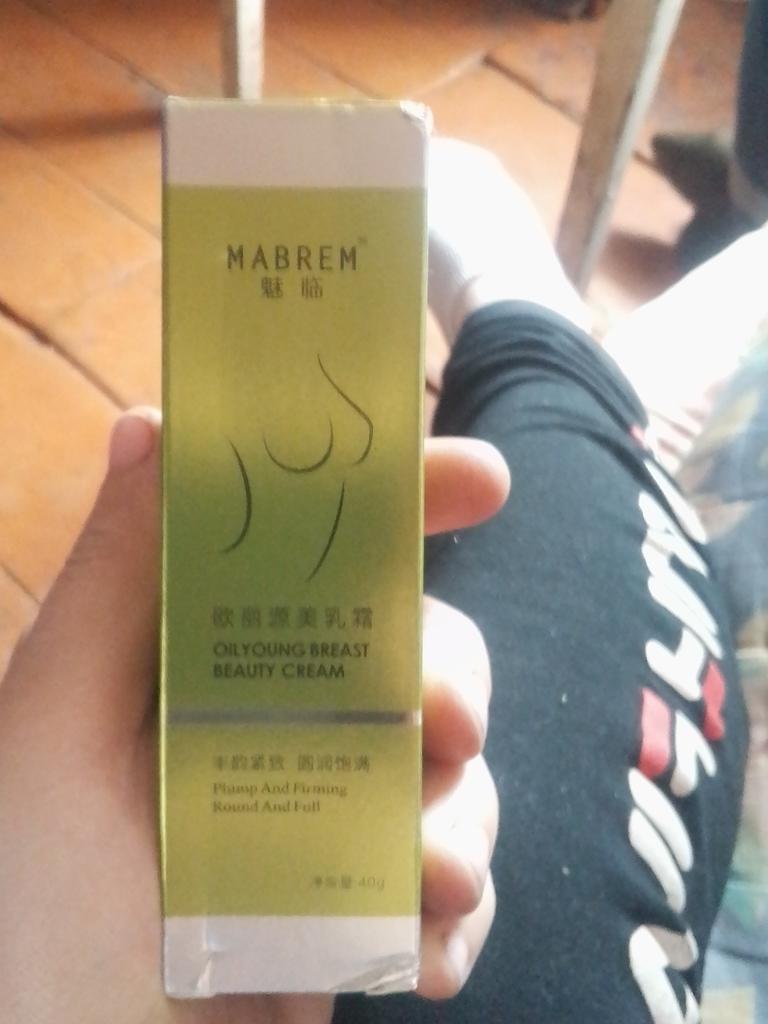 MABREM®
魅临
欧丽源美乳霜
OILYOUNG BREAST
BEAUTY CREAM
丰韵紧致 圆润饱满
Plump And Firming
Round And Full
净含量:40g